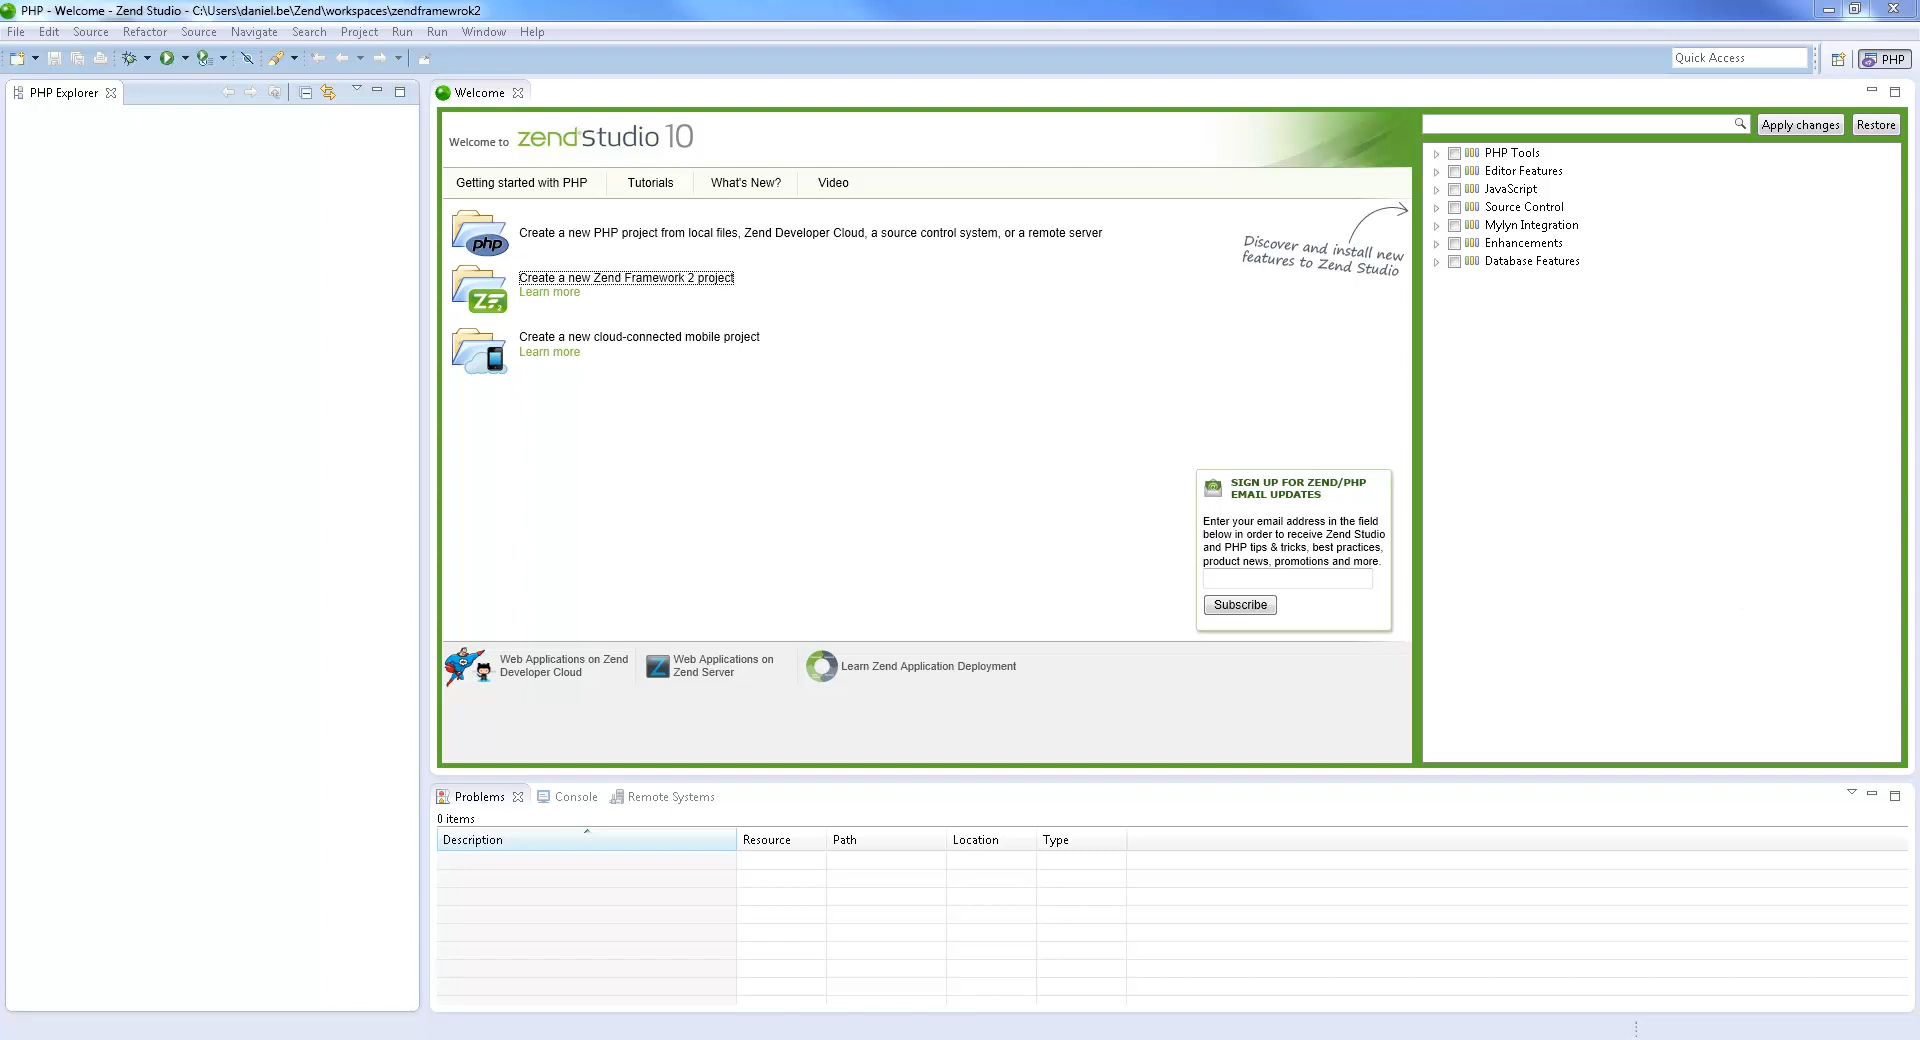 PHP - Welcome - Zend Studio - C:\Users\daniel.be\Zend\workspaces\zendframewrok2
File Edit Source Refactor Source Navigate Search Project Run Run Window Help
Quick Access
PHP
PHP Explorer
Welcome
Welcome to zend studio 10
Apply changes
Restore
Getting started with PHP
Tutorials
What's New?
Video
Create a new PHP project from local files, Zend Developer Cloud, a source control system, or a remote server
php
Create a new Zend Framework 2 project
Learn more
ZF2
Create a new cloud-connected mobile project
Learn more
Discover and install new
features to Zend Studio
PHP Tools
Editor Features
JavaScript
Source Control
Mylyn Integration
Enhancements
Database Features
SIGN UP FOR ZEND/PHP
EMAIL UPDATES
Enter your email address in the field
below in order to receive Zend Studio
and PHP tips & tricks, best practices,
product news, promotions and more.
Subscribe
Web Applications on Zend
Developer Cloud
Web Applications on
Zend Server
Learn Zend Application Deployment
Problems
Console
Remote Systems
0 items
Description
Resource
Path
Location
Type